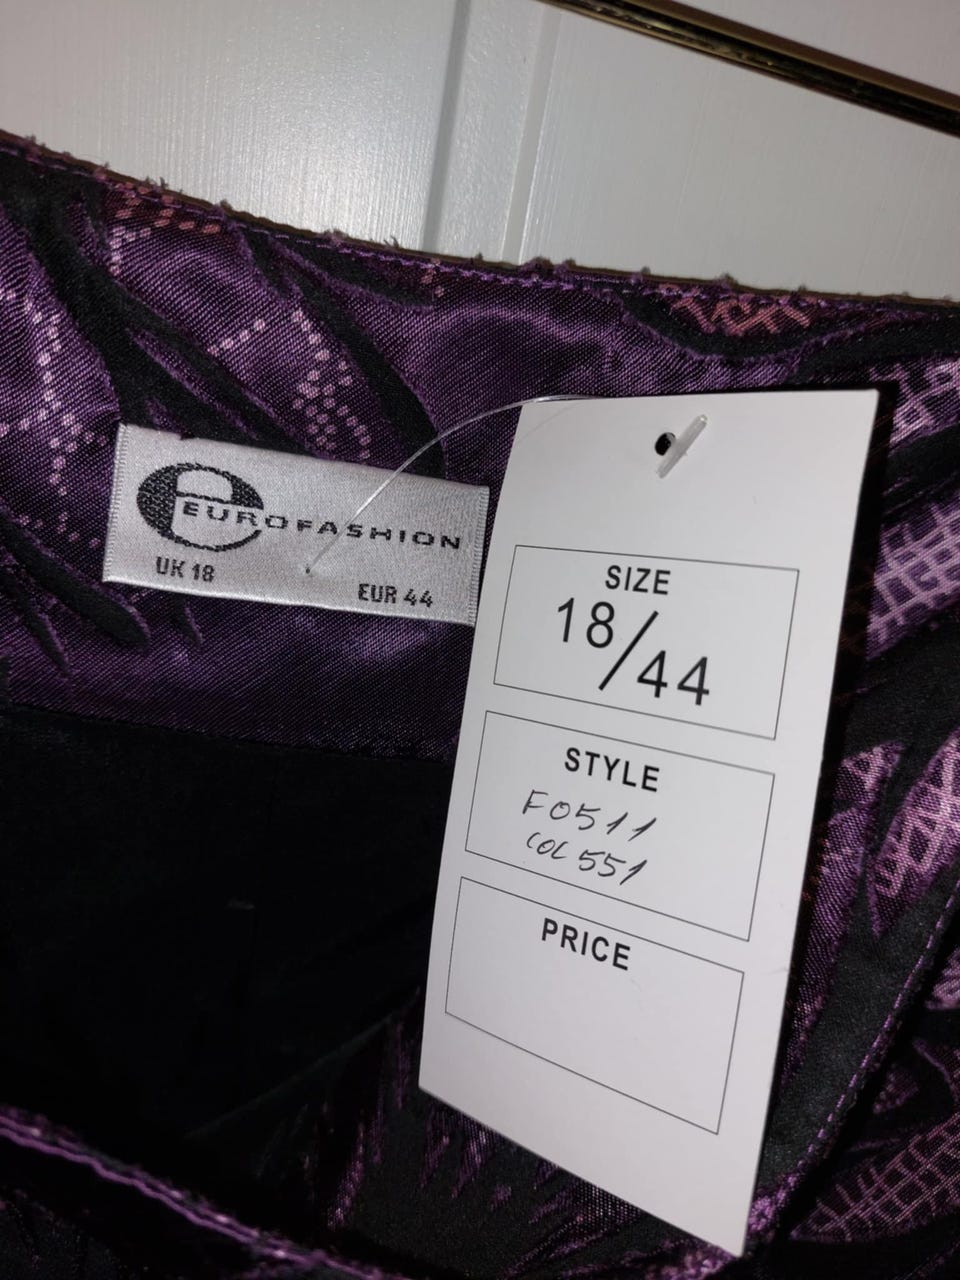 EUROFASHION
UK 18
EUR 44
SIZE
18/44
STYLE
F0511
COL 551
PRICE